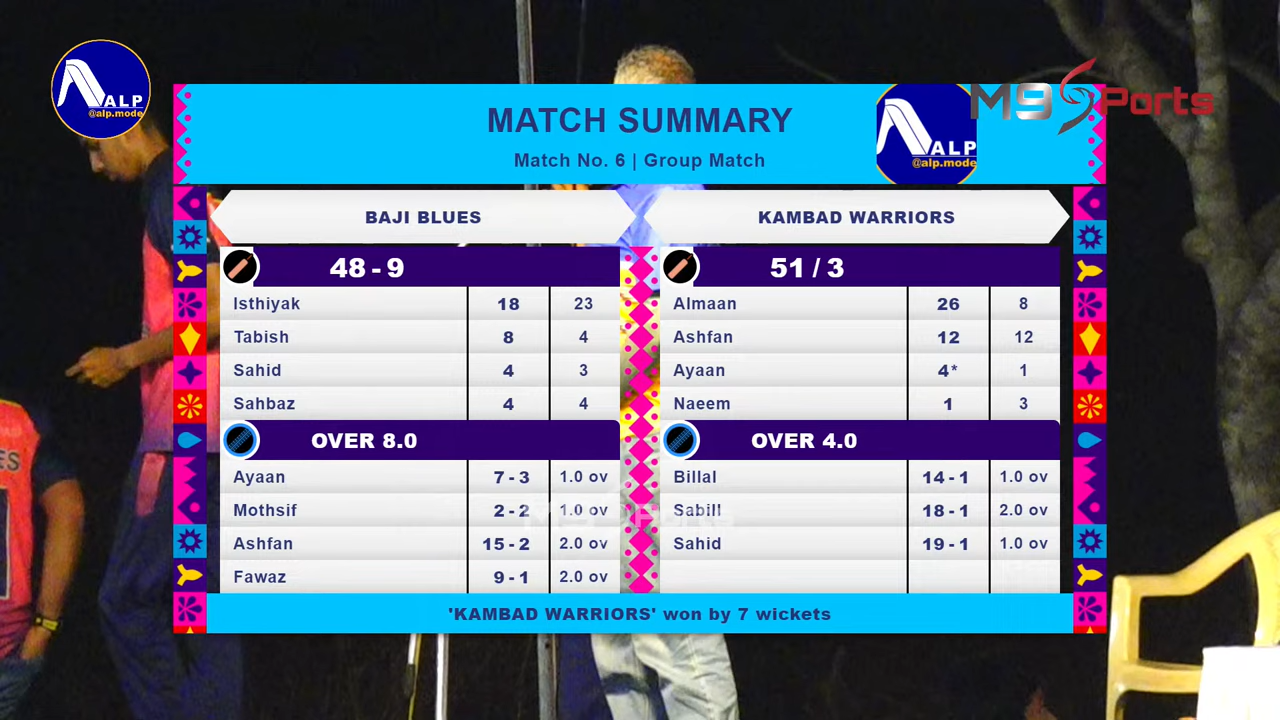 ALP
@alp.mode
MATCH SUMMARY
Match No. 6 | Group Match
ALP
@alp.mode
M9 Sports
BAJI BLUES
KAMBAD WARRIORS
48 - 9
51 / 3
Isthiyak 18 23
Almaan 26 8
Tabish 8 4
Ashfan 12 12
Sahid 4 3
Ayaan 4* 1
Sahbaz 4 4
Naeem 1 3
OVER 8.0
OVER 4.0
Ayaan 7 - 3 1.0 ov
Billal 14 - 1 1.0 ov
Mothsif 2 - 2 1.0 ov
Sabill 18 - 1 2.0 ov
M9 Sports
Ashfan 15 - 2 2.0 ov
Sahid 19 - 1 1.0 ov
Fawaz 9 - 1 2.0 ov
'KAMBAD WARRIORS' won by 7 wickets